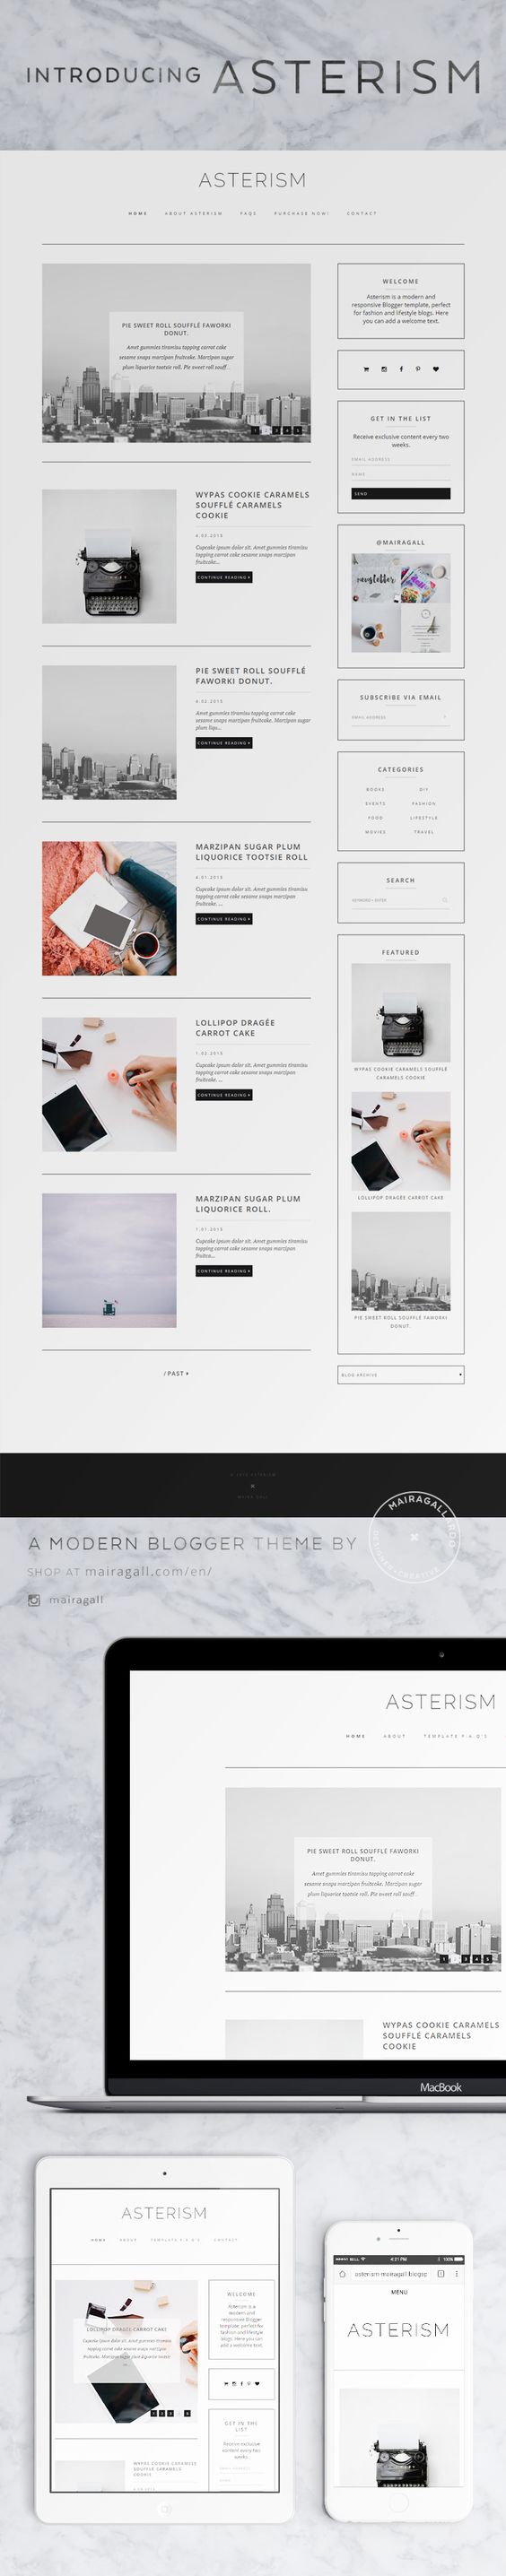 INTRODUCING ASTERISM
ASTERISM
HOME ABOUT ASTERISM FAQS PURCHASE NOW! CONTACT
PIE SWEET ROLL SOUFFLÉ FAWORKI
DONUT.
Amet gummies tiramisu topping carrot cake
sesame snaps marzipan fruitcake. Marzipan sugar
plum liquorice tootsie roll. Pie sweet roll souff...
WYPAS COOKIE CARAMELS
SOUFFLÉ CARAMELS
COOKIE
4.03.2015
Cupcake ipsum dolor sit. Amet gummies tiramisu
topping carrot cake sesame snaps marzipan
fruitcake....
CONTINUE READING
PIE SWEET ROLL SOUFFLÉ
FAWORKI DONUT.
4.02.2015
Amet gummies tiramisu topping carrot cake
sesame snaps marzipan fruitcake. Marzipan sugar
plum liqu...
CONTINUE READING
MARZIPAN SUGAR PLUM
LIQUORICE TOOTSIE ROLL
4.01.2015
Cupcake ipsum dolor sit. Amet gummies tiramisu
topping carrot cake sesame snaps marzipan
fruitcake. ...
CONTINUE READING
LOLLIPOP DRAGÉE
CARROT CAKE
1.02.2015
Cupcake ipsum dolor sit. Amet gummies tiramisu
topping carrot cake sesame snaps marzipan
fruitcake. ...
CONTINUE READING
MARZIPAN SUGAR PLUM
LIQUORICE ROLL.
1.01.2015
Cupcake ipsum dolor sit. Amet gummies tiramisu
topping carrot cake sesame snaps marzipan
fruitca...
CONTINUE READING
/ PAST
WELCOME
Asterism is a modern and
responsive Blogger template, perfect
for fashion and lifestyle blogs. Here
you can add a welcome text.
GET IN THE LIST
Receive exclusive content every two
weeks.
EMAIL ADDRESS
NAME
SEND
@MAIRAGALL
newsletter
SUBSCRIBE VIA EMAIL
EMAIL ADDRESS
CATEGORIES
BOOKS DIY
EVENTS FASHION
FOOD LIFESTYLE
MOVIES TRAVEL
SEARCH
KEYWORD + ENTER
FEATURED
WYPAS COOKIE CARAMELS SOUFFLÉ
CARAMELS COOKIE
LOLLIPOP DRAGÉE CARROT CAKE
PIE SWEET ROLL SOUFFLÉ FAWORKI
DONUT.
BLOG ARCHIVE
A MODERN BLOGGER THEME BY
SHOP AT mairagall.com/en/
mairagall
ASTERISM
HOME ABOUT TEMPLATE F.A.Q'S
PIE SWEET ROLL SOUFFLÉ FAWORKI
DONUT.
Amet gummies tiramisu topping carrot cake
sesame snaps marzipan fruitcake. Marzipan sugar
plum liquorice tootsie roll. Pie sweet roll souff...
WYPAS COOKIE CARAMELS
SOUFFLÉ CARAMELS
COOKIE
MacBook
ASTERISM
HOME ABOUT TEMPLATE F.A.Q'S CONTACT
LOLLIPOP DRAGÉE CARROT CAKE
WELCOME
Asterism is a
modern and
responsive Blogger
template, perfect for
fashion and lifestyle
blogs. Here you can
add a welcome text.
GET IN THE
LIST
Receive exclusive
content every two
weeks.
WYPAS COOKIE CARAMELS
SOUFFLÉ CARAMELS
COOKIE
4:21 PM 100%
asterism-mairagall.blogsp
MENU
ASTERISM